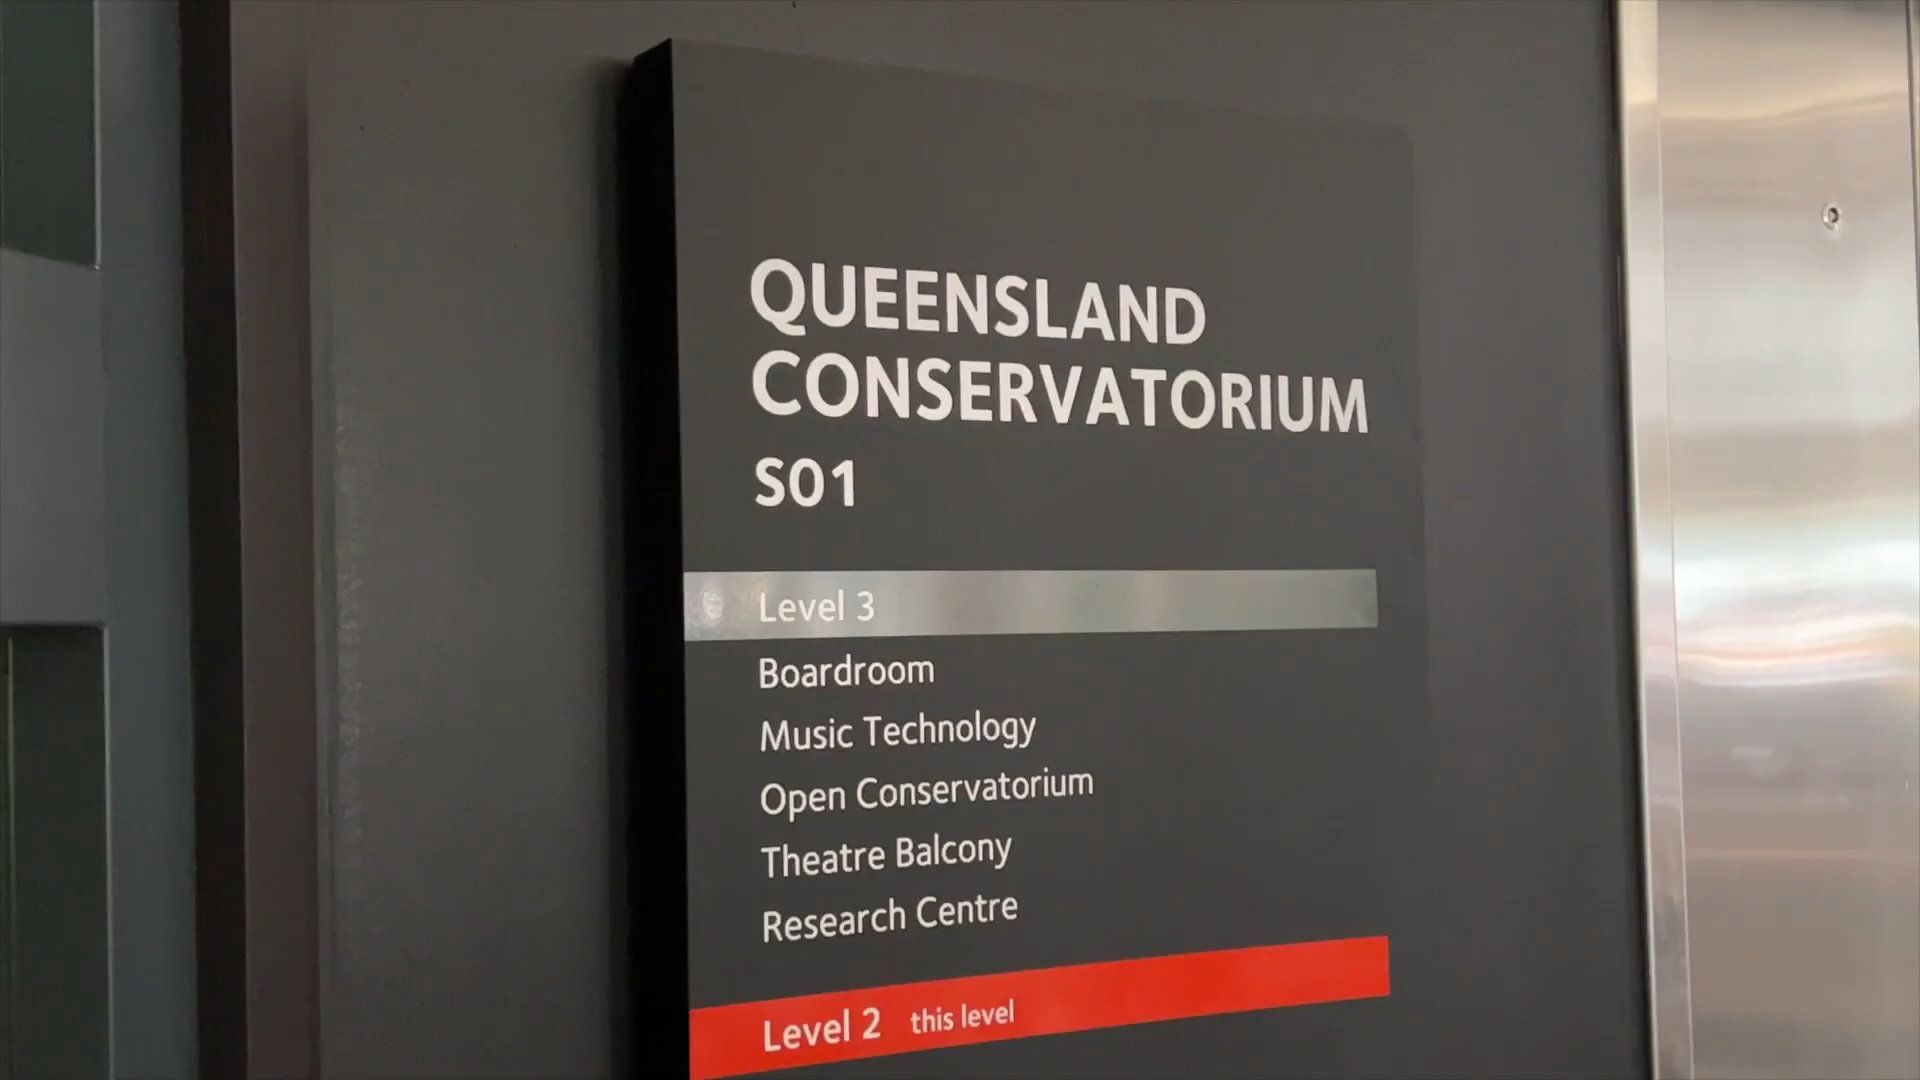 QUEENSLAND
CONSERVATORIUM
S01
Level 3
Boardroom
Music Technology
Open Conservatorium
Theatre Balcony
Research Centre
Level 2 this level